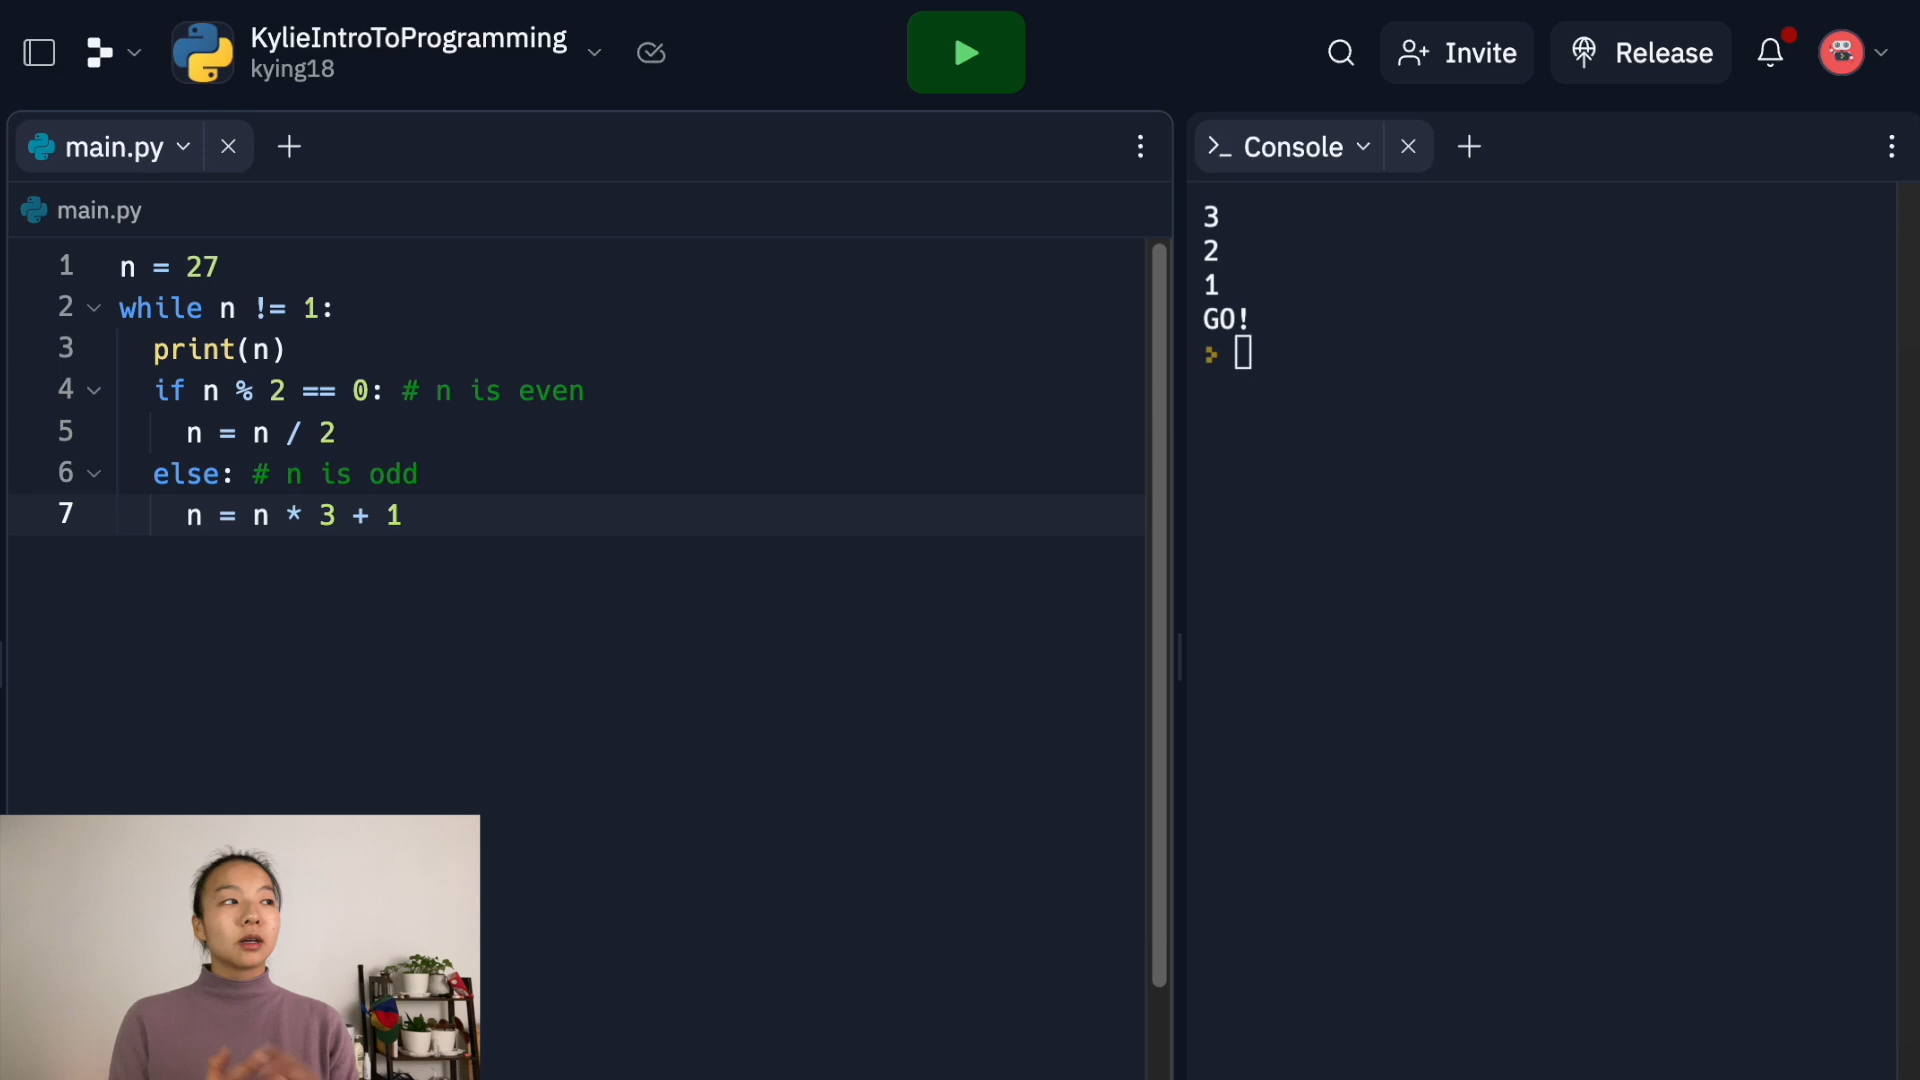 KylieIntroToProgramming
kying18
Invite
Release
main.py
Console
main.py
1 n = 27
2 while n != 1:
3 print(n)
4 if n % 2 == 0: # n is even
5 n = n / 2
6 else: # n is odd
7 n = n * 3 + 1
3
2
1
GO!